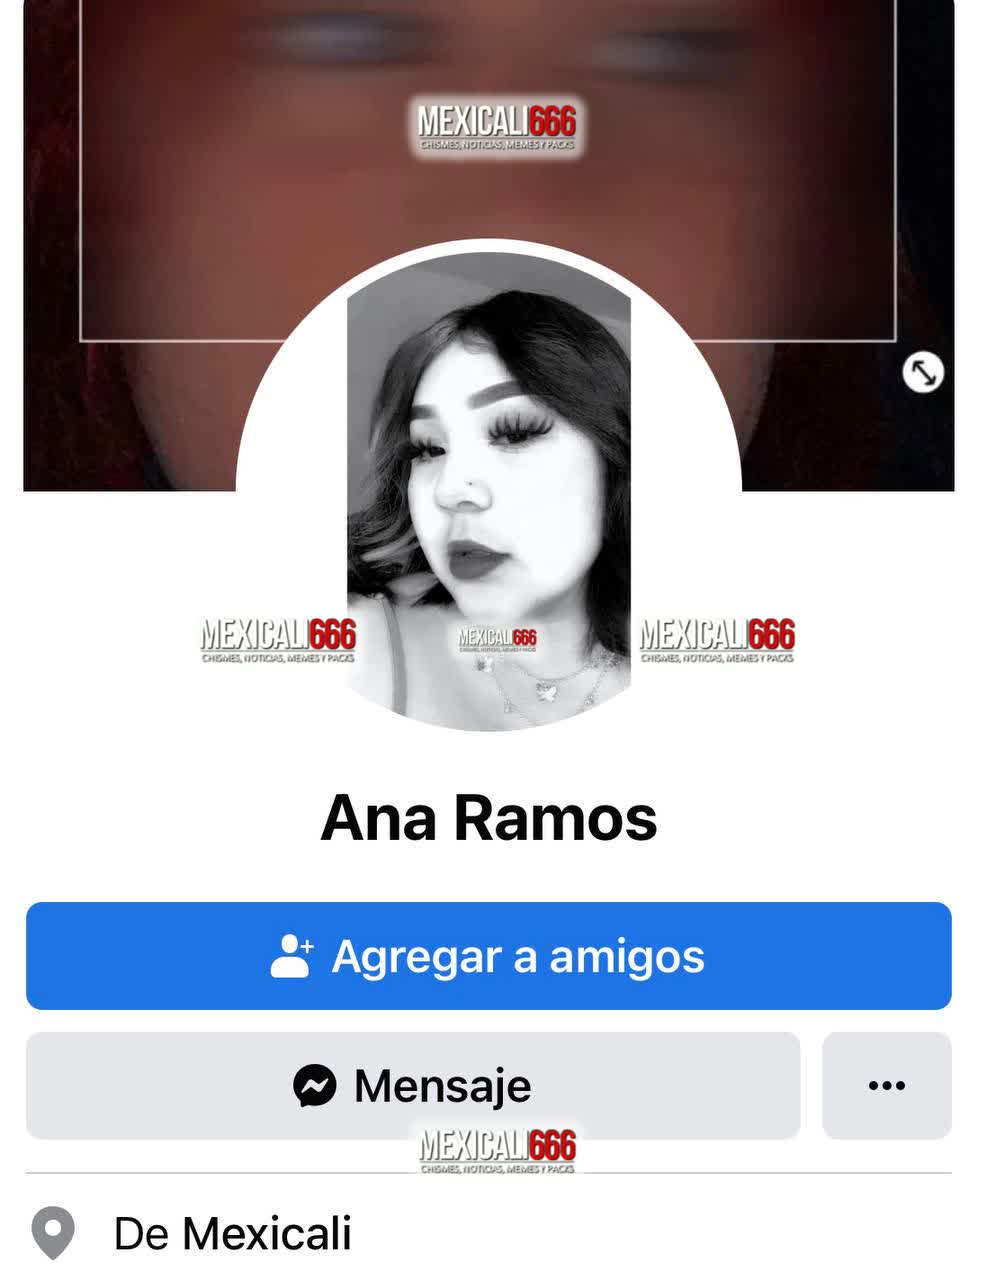 MEXICALI666
CHISMES, NOTICIAS, MEMES Y PACKS
MEXICALI666
CHISMES, NOTICIAS, MEMES Y PACKS
MEXICALI666
CHISMES, NOTICIAS, MEMES Y PACKS
MEXICALI666
CHISMES, NOTICIAS, MEMES Y PACKS
Ana Ramos
Agregar a amigos
Mensaje
MEXICALI666
CHISMES, NOTICIAS, MEMES Y PACKS
De Mexicali